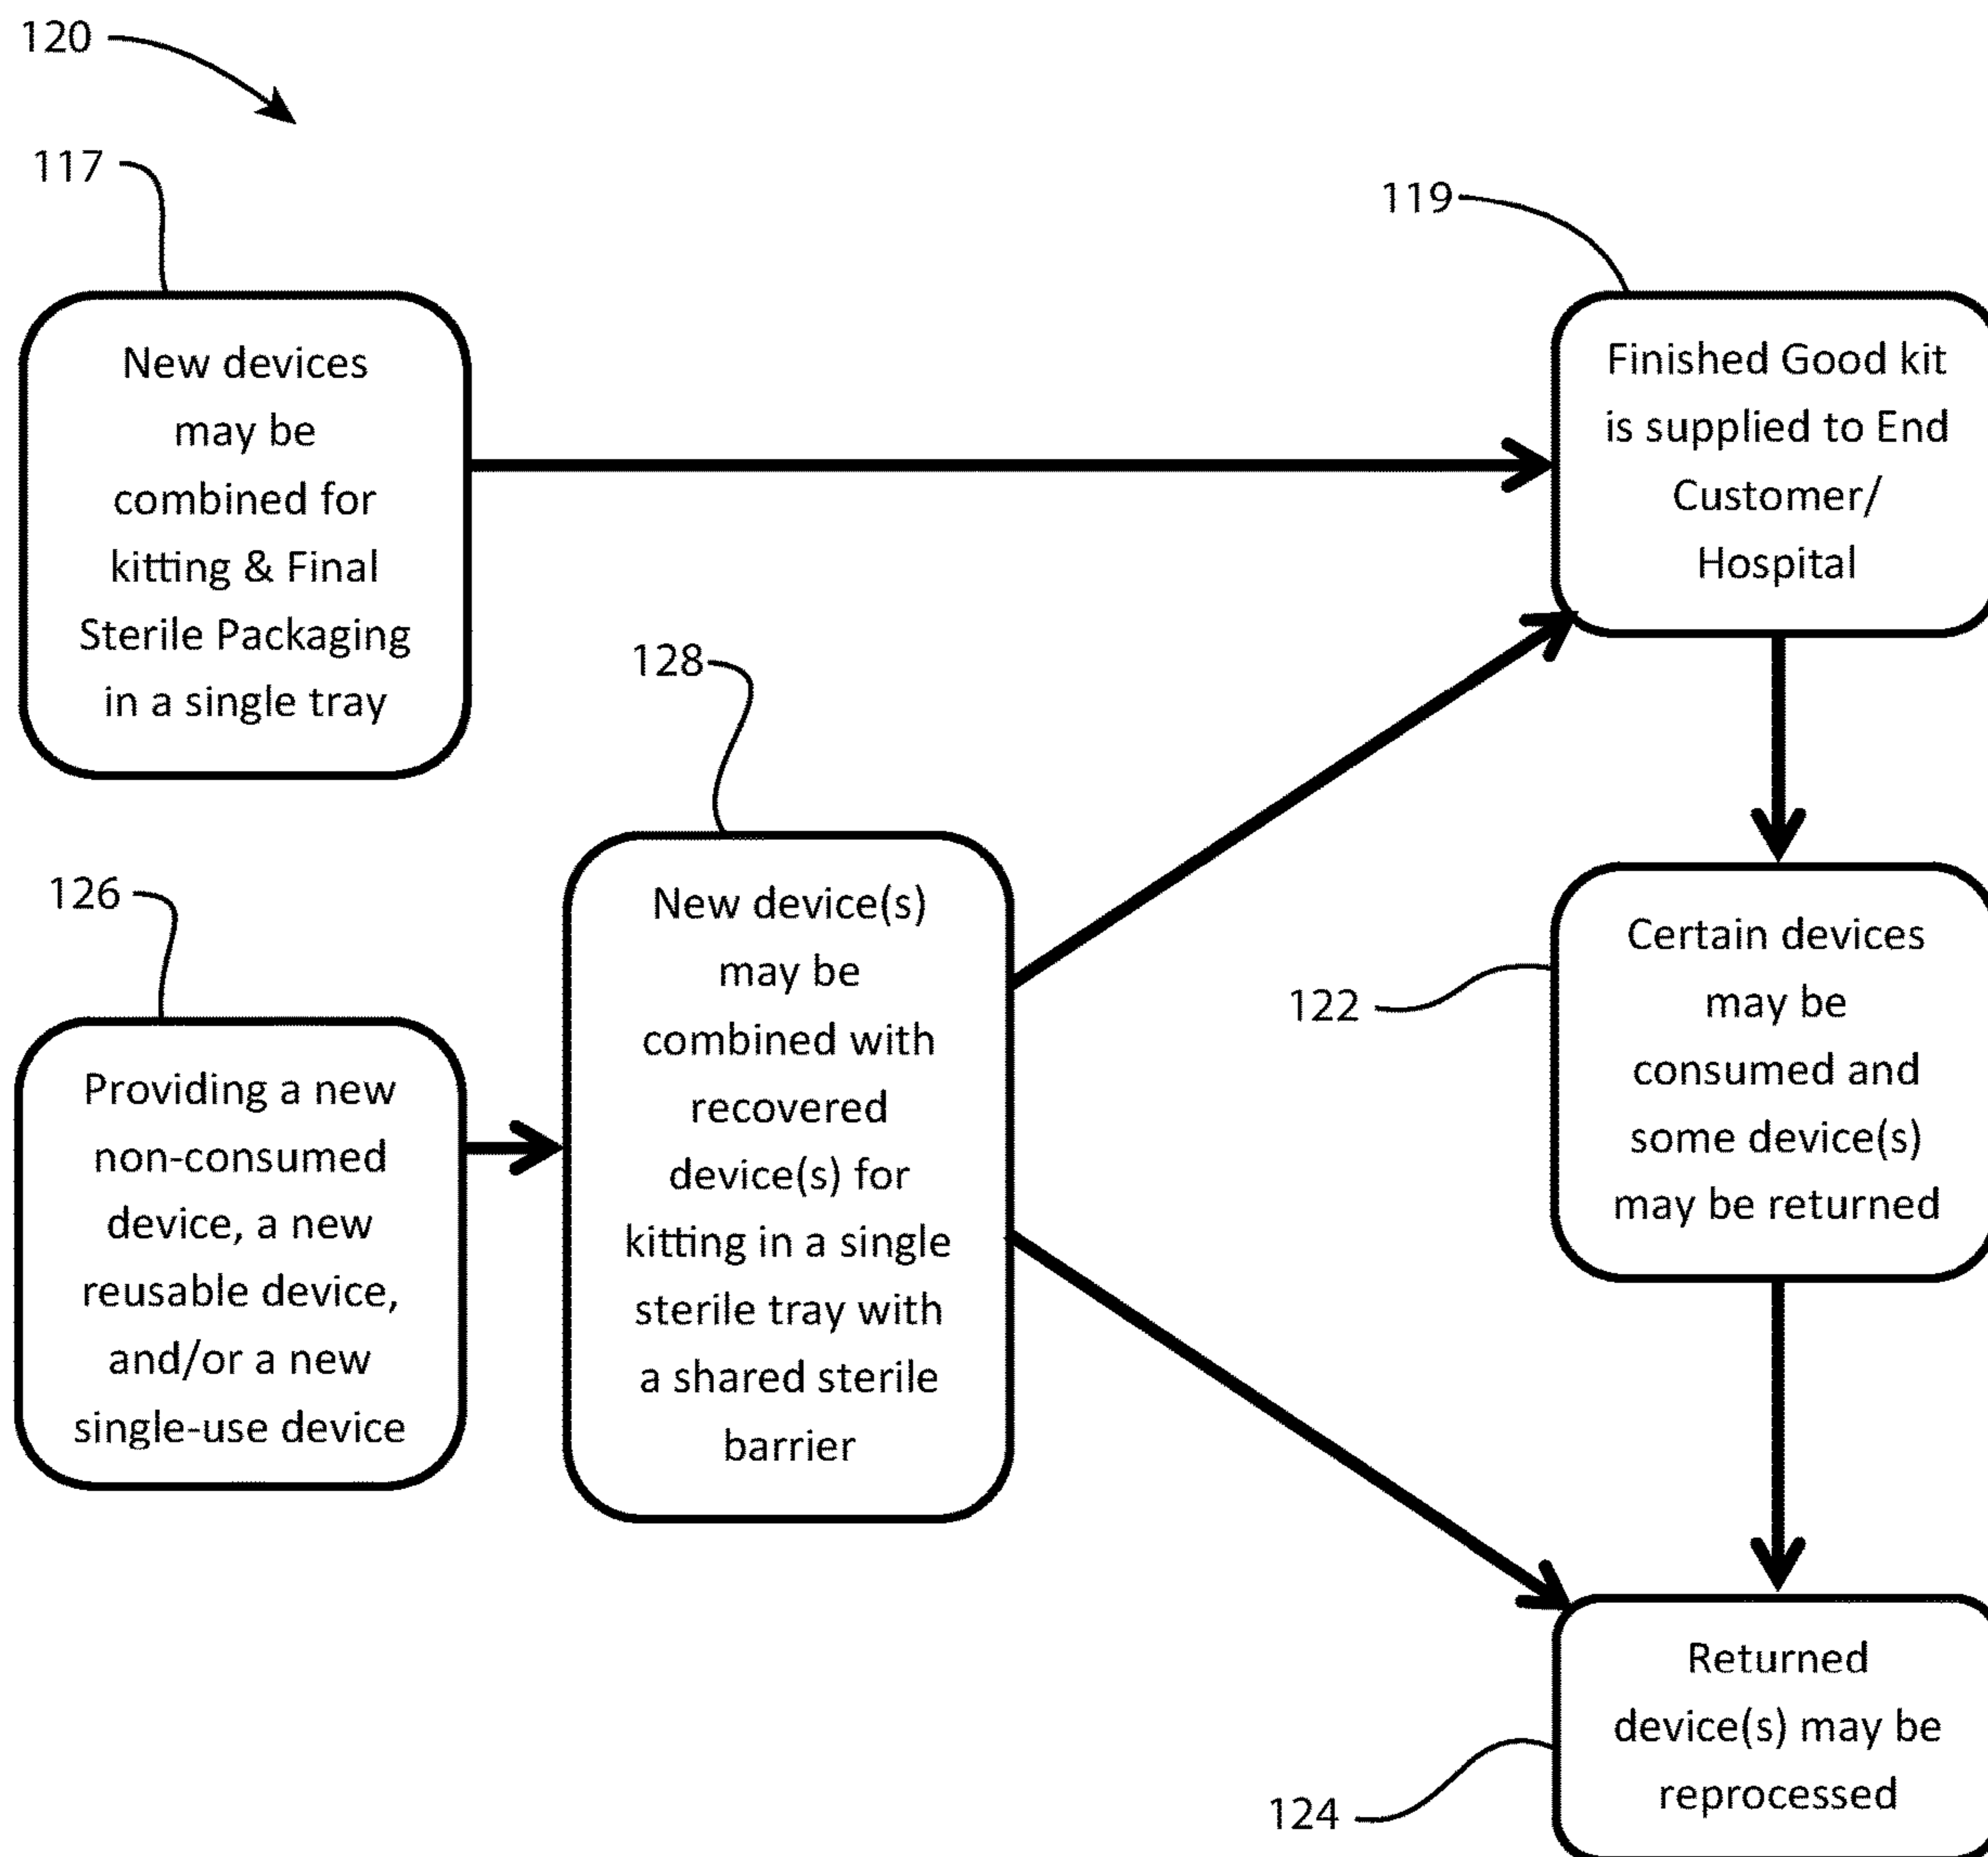 120
117
New devices
may be
combined for
kitting & Final
Sterile Packaging
in a single tray
119
Finished Good kit
is supplied to End
Customer/
Hospital
128
New device(s)
may be
combined with
recovered
device(s) for
kitting in a single
sterile tray with
a shared sterile
barrier
126
Providing a new
non-consumed
device, a new
reusable device,
and/or a new
single-use device
122
Certain devices
may be
consumed and
some device(s)
may be returned
124
Returned
device(s) may be
reprocessed